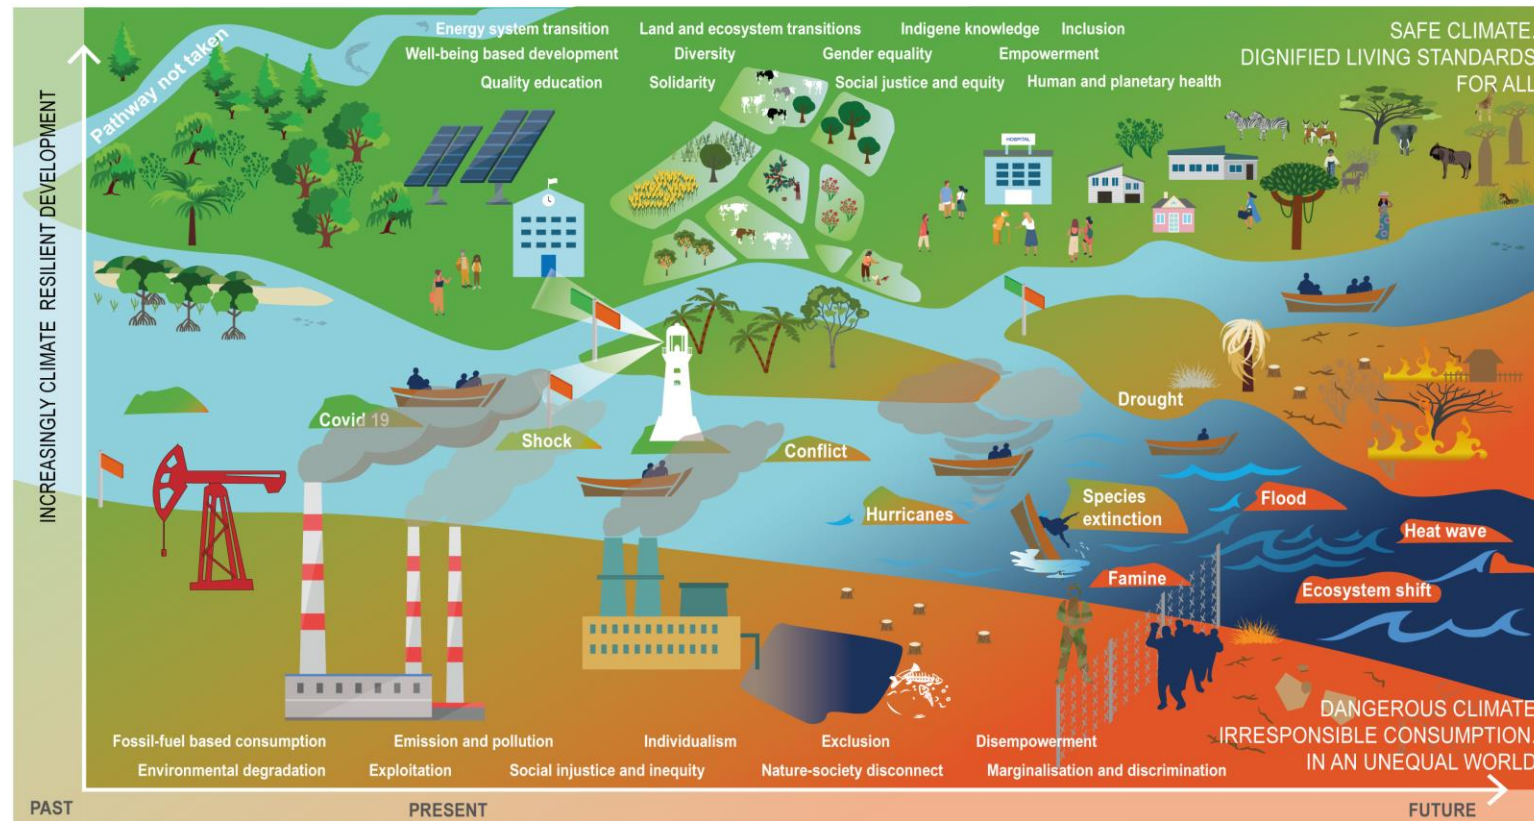 Energy system transition
Land and ecosystem transitions
Indigene knowledge
Inclusion
Well-being based development
Diversity
Gender equality
Empowerment
Quality education
Solidarity
Social justice and equity
Human and planetary health
SAFE CLIMATE.
DIGNIFIED LIVING STANDARDS
FOR ALL
Pathway not taken
INCREASINGLY CLIMATE RESILIENT DEVELOPMENT
HOSPITAL
Covid 19
Shock
Conflict
Drought
Hurricanes
Species
extinction
Flood
Heat wave
Famine
Ecosystem shift
DANGEROUS CLIMATE
IRRESPONSIBLE CONSUMPTION.
IN AN UNEQUAL WORLD
Fossil-fuel based consumption
Emission and pollution
Individualism
Exclusion
Disempowerment
Environmental degradation
Exploitation
Social injustice and inequity
Nature-society disconnect
Marginalisation and discrimination
PAST
PRESENT
FUTURE